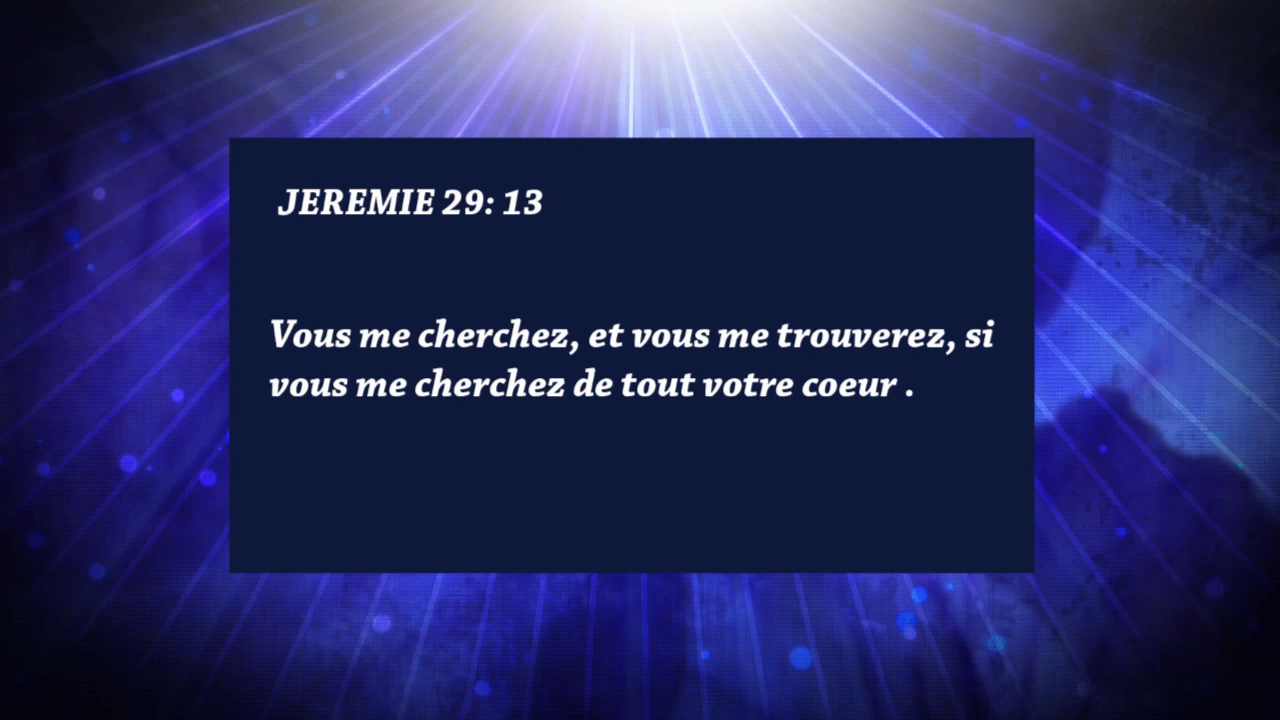 JEREMIE 29: 13
Vous me cherchez, et vous me trouverez, si
vous me cherchez de tout votre coeur .